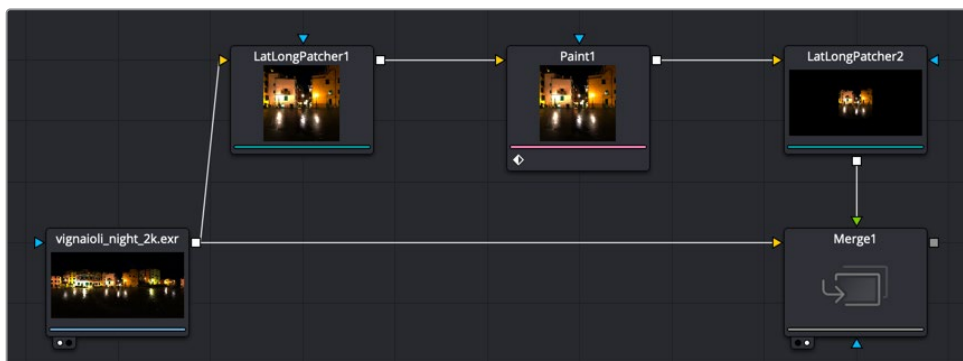 LatLongPatcher1
Paint1
LatLongPatcher2
vignaioli_night_2k.exr
Merge1